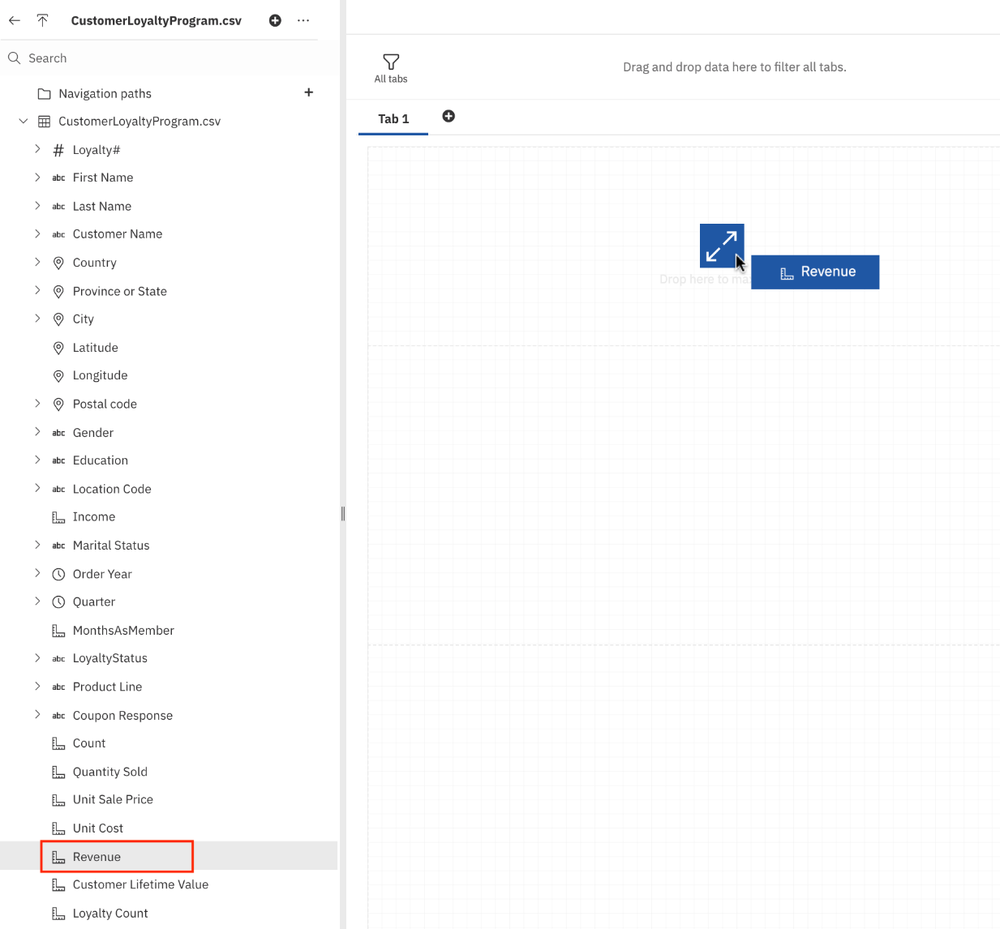 CustomerLoyaltyProgram.csv
Search
Navigation paths
CustomerLoyaltyProgram.csv
# Loyalty#
abc First Name
abc Last Name
abc Customer Name
Country
Province or State
City
Latitude
Longitude
Postal code
abc Gender
abc Education
abc Location Code
Income
abc Marital Status
Order Year
Quarter
MonthsAsMember
abc LoyaltyStatus
abc Product Line
abc Coupon Response
Count
Quantity Sold
Unit Sale Price
Unit Cost
Revenue
Customer Lifetime Value
Loyalty Count
All tabs
Drag and drop data here to filter all tabs.
Tab 1
Revenue
Drop here to